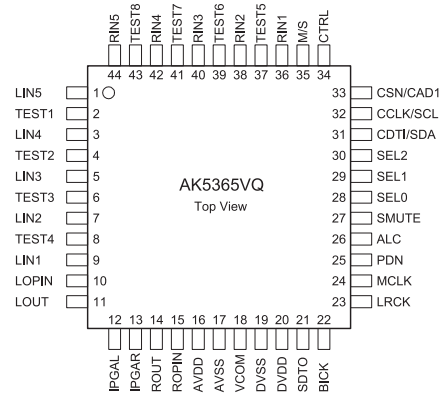 RIN5 TEST8 RIN4 TEST7 RIN3 TEST6 RIN2 TEST5 RIN1 M/S CTRL
44 43 42 41 40 39 38 37 36 35 34
LIN5 1 33 CSN/CAD1
TEST1 2 32 CCLK/SCL
LIN4 3 31 CDTI/SDA
TEST2 4 30 SEL2
LIN3 5 29 SEL1
AK5365VQ
TEST3 6 28 SEL0
Top View
LIN2 7 27 SMUTE
TEST4 8 26 ALC
LIN1 9 25 PDN
LOPIN 10 24 MCLK
LOUT 11 23 LRCK
12 13 14 15 16 17 18 19 20 21 22
IPGAL IPGAR ROUT ROPIN AVDD AVSS VCOM DVSS DVDD SDTO BICK